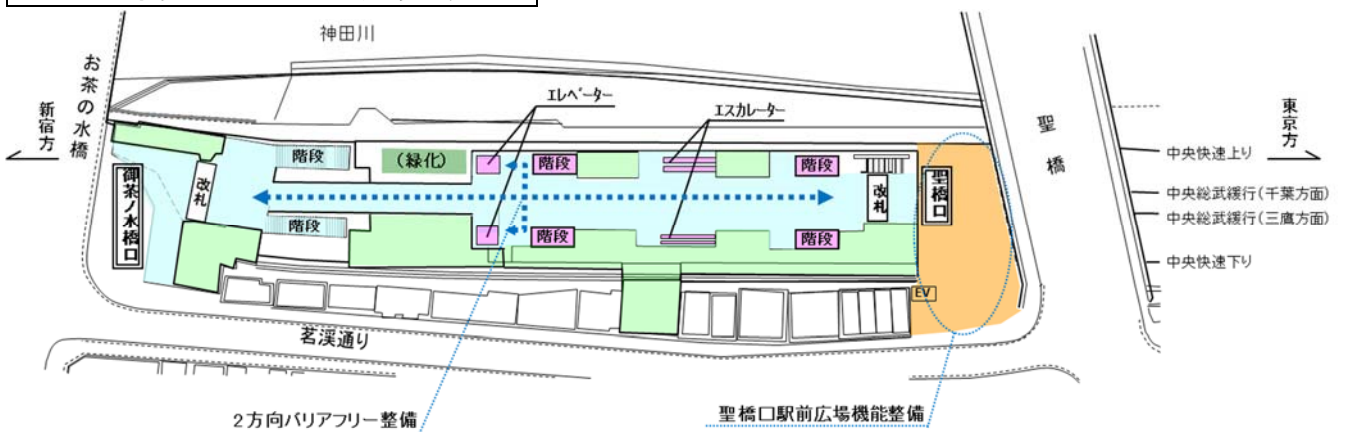 神田川
お茶の水橋
新宿方
エレベーター
エスカレーター
聖橋
東京方
中央快速上り
中央総武緩行(千葉方面)
中央総武緩行(三鷹方面)
中央快速下り
御茶ノ水橋口
改札
階段
(緑化)
階段
階段
改札
聖橋口
階段
階段
階段
EV
茗溪通り
2方向バリアフリー整備
聖橋口駅前広場機能整備